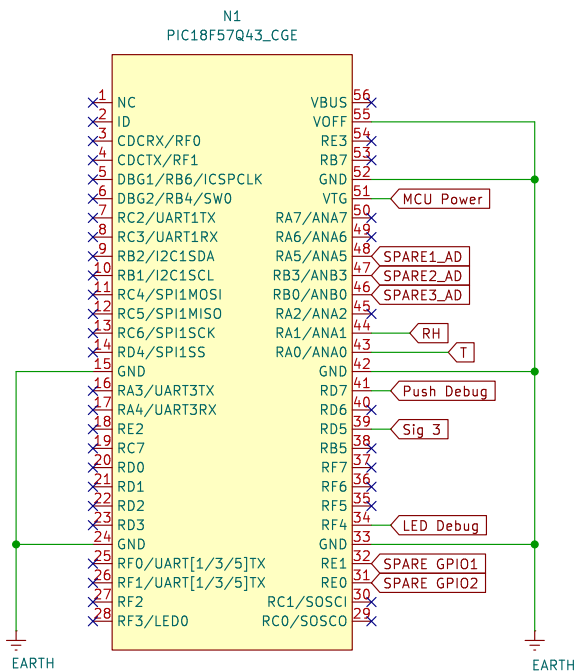 N1
PIC18F57Q43_CGE
1 NC VBUS 56
2 ID VOFF 55
3 CDCRX/RF0 RE3 54
4 CDCTX/RF1 RB7 53
5 DBG1/RB6/ICSPCLK GND 52
6 DBG2/RB4/SW0 VTG 51 MCU Power
7 RC2/UART1TX RA7/ANA7 50
8 RC3/UART1RX RA6/ANA6 49
9 RB2/I2C1SDA RA5/ANA5 48 SPARE1_AD
10 RB1/I2C1SCL RB3/ANB3 47 SPARE2_AD
11 RC4/SPI1MOSI RB0/ANB0 46 SPARE3_AD
12 RC5/SPI1MISO RA2/ANA2 45
13 RC6/SPI1SCK RA1/ANA1 44 RH
14 RD4/SPI1SS RA0/ANA0 43 T
15 GND GND 42
16 RA3/UART3TX RD7 41 Push Debug
17 RA4/UART3RX RD6 40
18 RE2 RD5 39 Sig 3
19 RC7 RB5 38
20 RD0 RF7 37
21 RD1 RF6 36
22 RD2 RF5 35
23 RD3 RF4 34 LED Debug
24 GND GND 33
25 RF0/UART[1/3/5]TX RE1 32 SPARE GPIO1
26 RF1/UART[1/3/5]TX RE0 31 SPARE GPIO2
27 RF2 RC1/SOSCI 30
28 RF3/LED0 RC0/SOSCO 29
EARTH EARTH